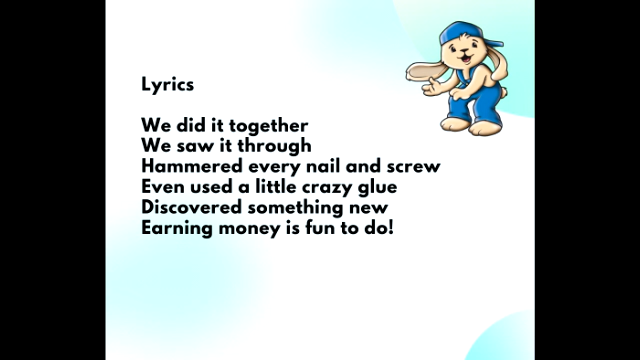 Lyrics
We did it together
We saw it through
Hammered every nail and screw
Even used a little crazy glue
Discovered something new
Earning money is fun to do!